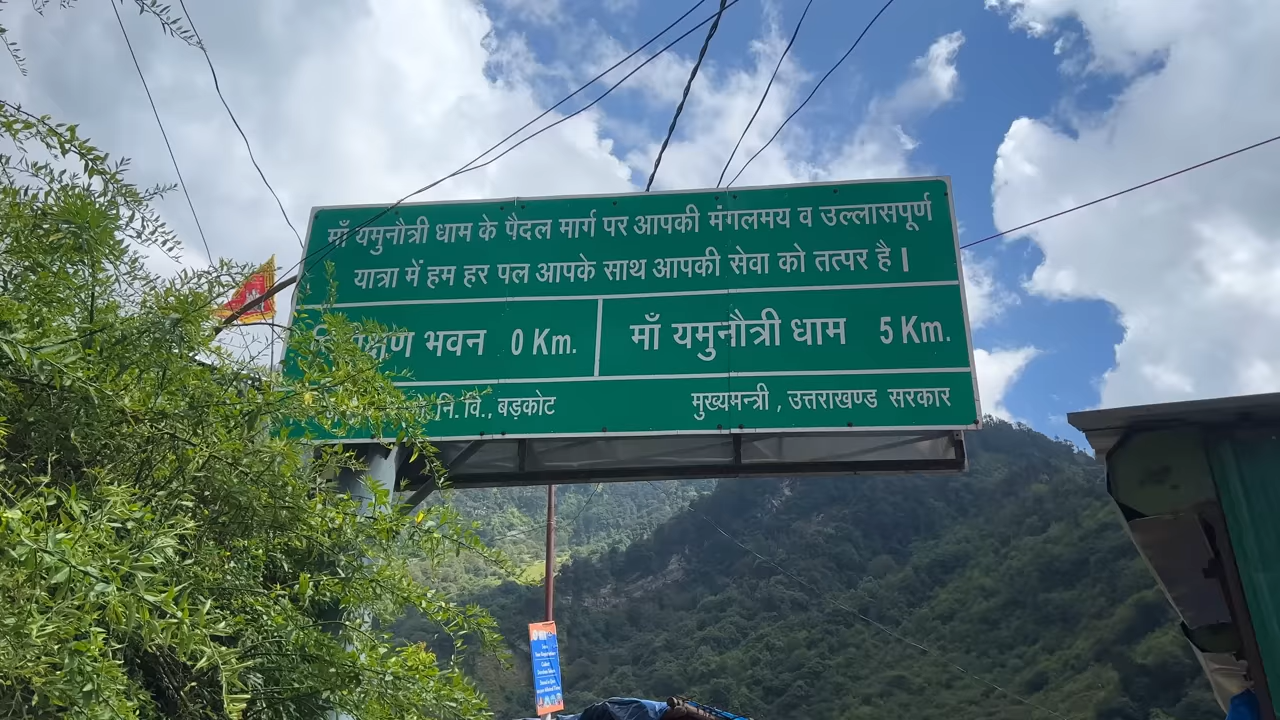 माँ यमुनौत्री धाम के पैदल मार्ग पर आपकी मंगलमय व उल्लासपूर्ण
यात्रा में हम हर पल आपके साथ आपकी सेवा को तत्पर है ।
भवन 0 Km.
माँ यमुनौत्री धाम 5 Km.
नि. वि., बड़कोट
मुख्यमन्त्री , उत्तराखण्ड सरकार